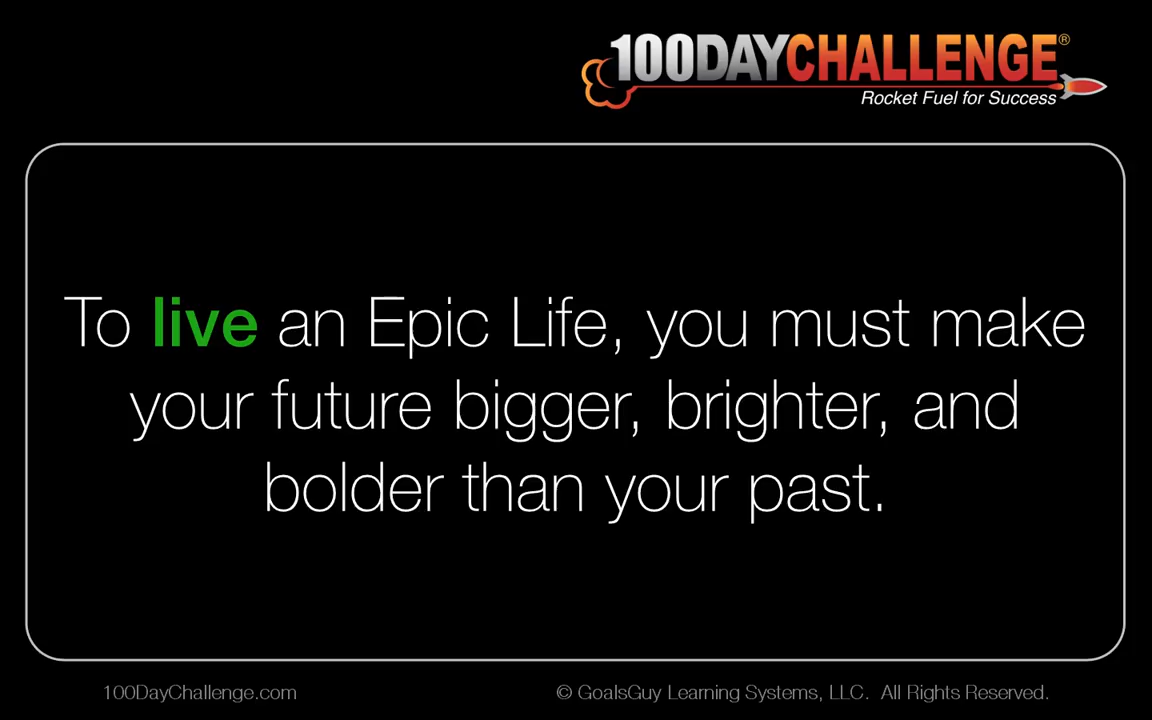 100DAYCHALLENGE®
Rocket Fuel for Success
To live an Epic Life, you must make
your future bigger, brighter, and
bolder than your past.
100DayChallenge.com
© GoalsGuy Learning Systems, LLC. All Rights Reserved.